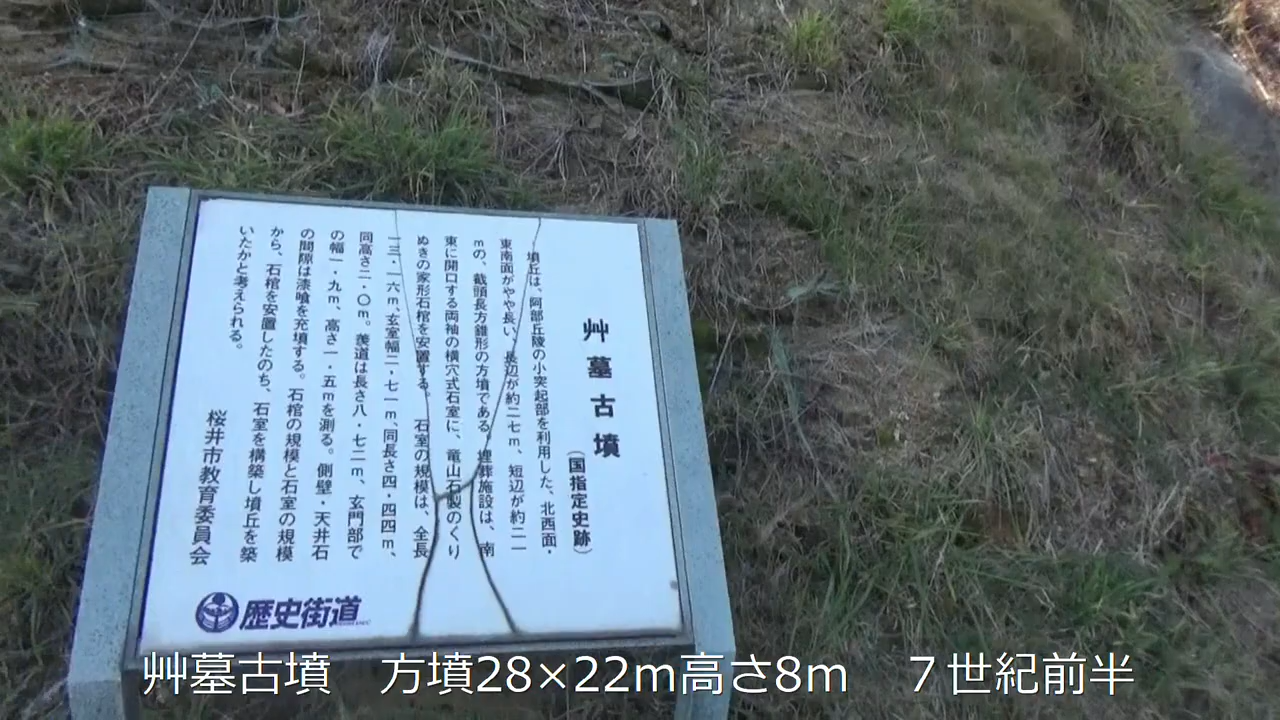 艸墓古墳
(国指定史跡)
墳丘は、阿部丘陵の小突起部を利用した、北西面・
東南面がやや長い、長辺が約二七m、短辺が約二一
mの、截頭長方錐形の方墳である。埋葬施設は、南
東に開口する両袖の横穴式石室に、竜山石製のくり
ぬきの家形石棺を安置する。石室の規模は、全長
一三・一六m、玄室幅二・七一m、同長さ四・四四m、
同高さ二・〇m。羨道は長さ八・七二m、玄門部で
の幅一・九m、高さ一・五mを測る。側壁・天井石
の間隙は漆喰を充填する。石棺の規模と石室の規模
から、石棺を安置したのち、石室を構築し墳丘を築
いたかと考えられる。
桜井市教育委員会
歴史街道
艸墓古墳　方墳28×22m高さ8m　７世紀前半